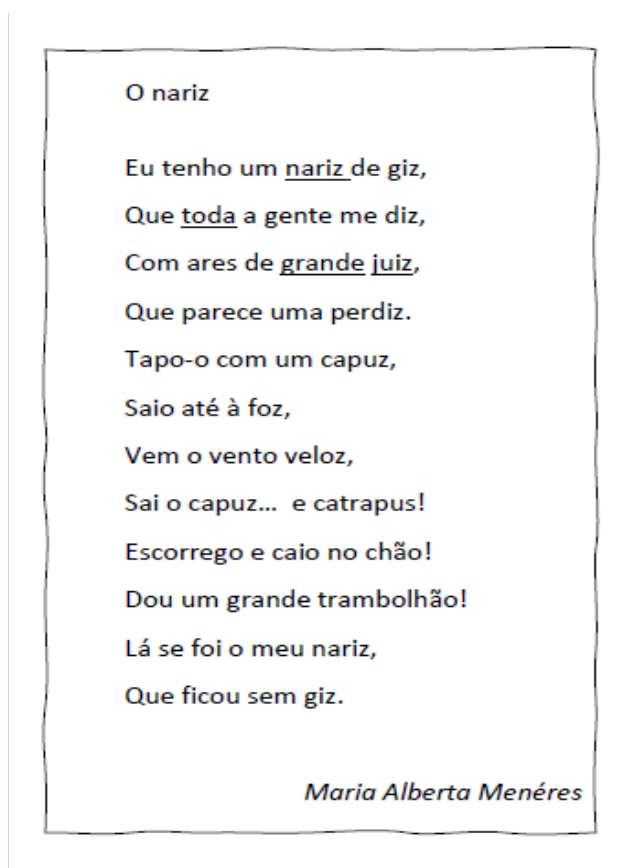 O nariz
Eu tenho um nariz de giz,
Que toda a gente me diz,
Com ares de grande juiz,
Que parece uma perdiz.
Tapo-o com um capuz,
Saio até à foz,
Vem o vento veloz,
Sai o capuz... e catrapus!
Escorrego e caio no chão!
Dou um grande trambolhão!
Lá se foi o meu nariz,
Que ficou sem giz.
Maria Alberta Menéres